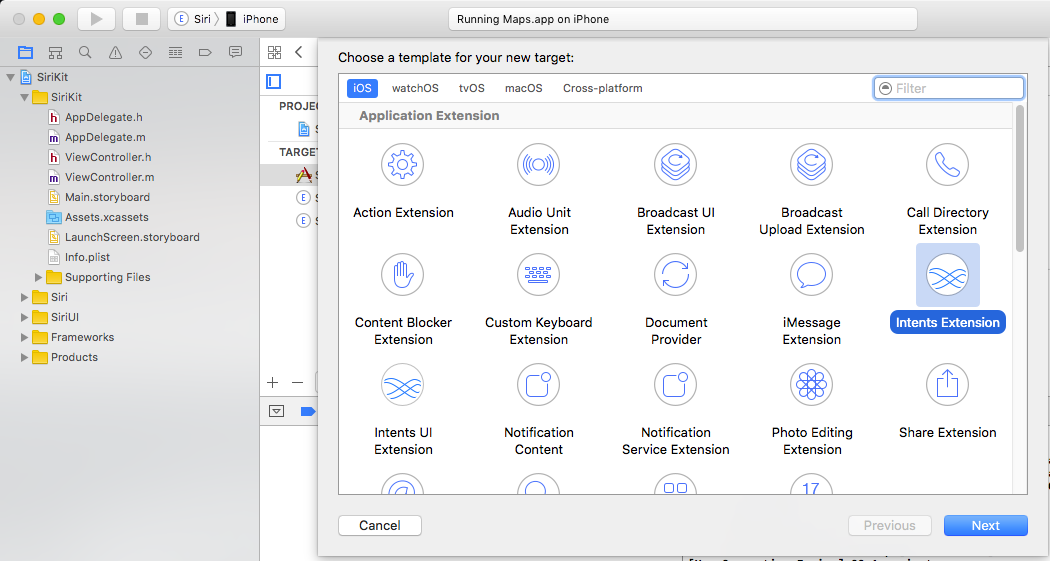 Siri
iPhone
Running Maps.app on iPhone
SiriKit
SiriKit
AppDelegate.h
AppDelegate.m
ViewController.h
ViewController.m
Main.storyboard
Assets.xcassets
LaunchScreen.storyboard
Info.plist
Supporting Files
Siri
SiriUI
Frameworks
Products
PROJEC
TARGET
Choose a template for your new target:
iOS watchOS tvOS macOS Cross-platform
Filter
Application Extension
Action Extension
Audio Unit
Extension
Broadcast UI
Extension
Broadcast
Upload Extension
Call Directory
Extension
Content Blocker
Extension
Custom Keyboard
Extension
Document
Provider
iMessage
Extension
Intents Extension
Intents UI
Extension
Notification
Content
Notification
Service Extension
Photo Editing
Extension
Share Extension
17
Cancel
Previous
Next